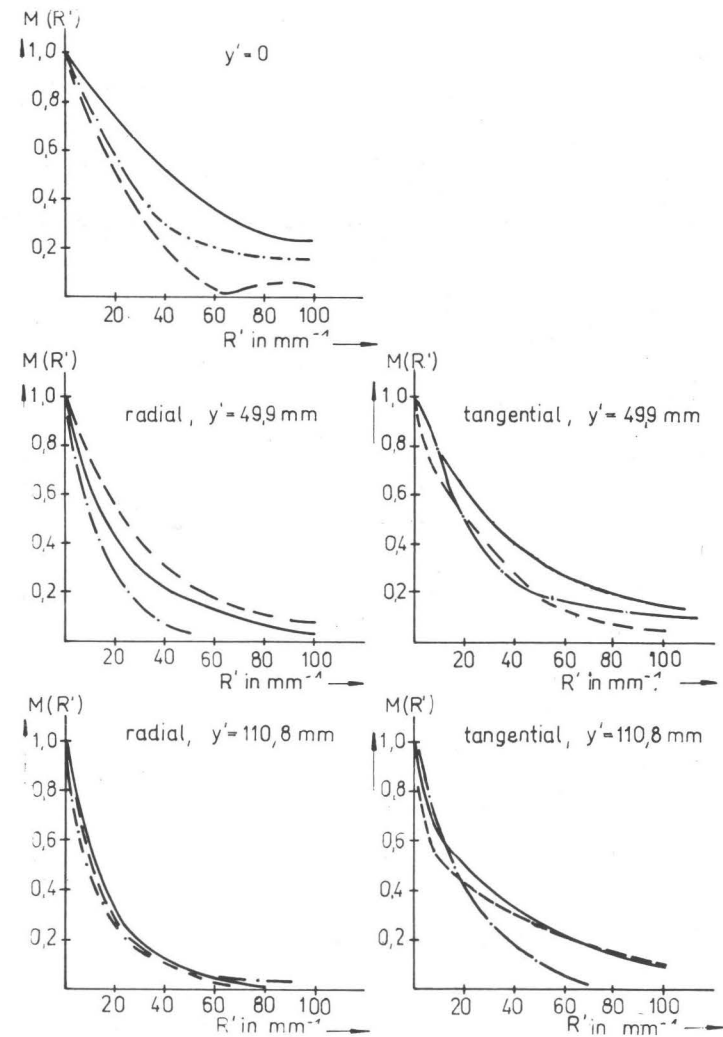 M (R')
y' = 0
1,0
0,8
0,6
0,4
0,2
20 40 60 80 100
R' in mm⁻¹
M (R')
radial, y' = 49,9 mm
1,0
0,8
0,6
0,4
0,2
20 40 60 80 100
R' in mm⁻¹
M(R')
tangential, y' = 49,9 mm
1,0
0,8
0,6
0,4
0,2
20 40 60 80 100
R' in mm⁻¹
M (R')
radial, y' = 110,8 mm
1,0
0,8
0,6
0,4
0,2
20 40 60 80 100
R' in mm⁻¹
M(R')
tangential, y' = 110,8 mm
1,0
0,8
0,6
0,4
0,2
20 40 60 80 100
R' in mm⁻¹